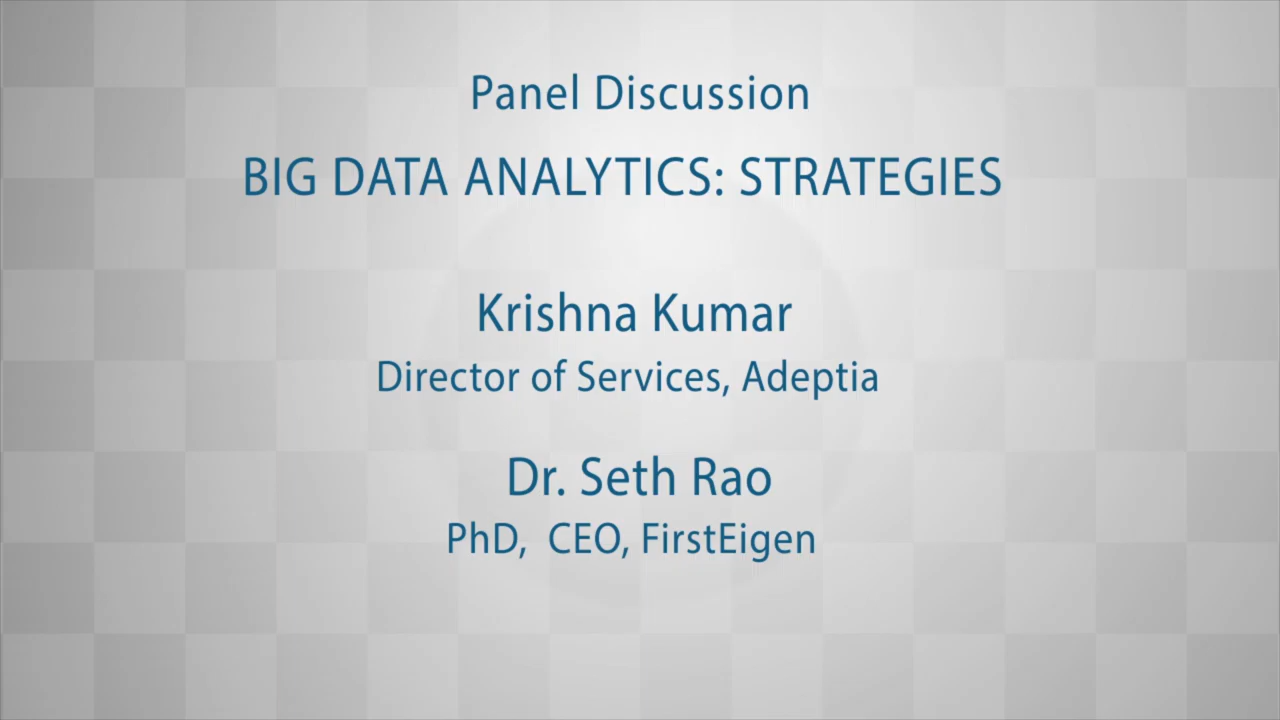 Panel Discussion
BIG DATA ANALYTICS: STRATEGIES
Krishna Kumar
Director of Services, Adeptia
Dr. Seth Rao
PhD, CEO, FirstEigen